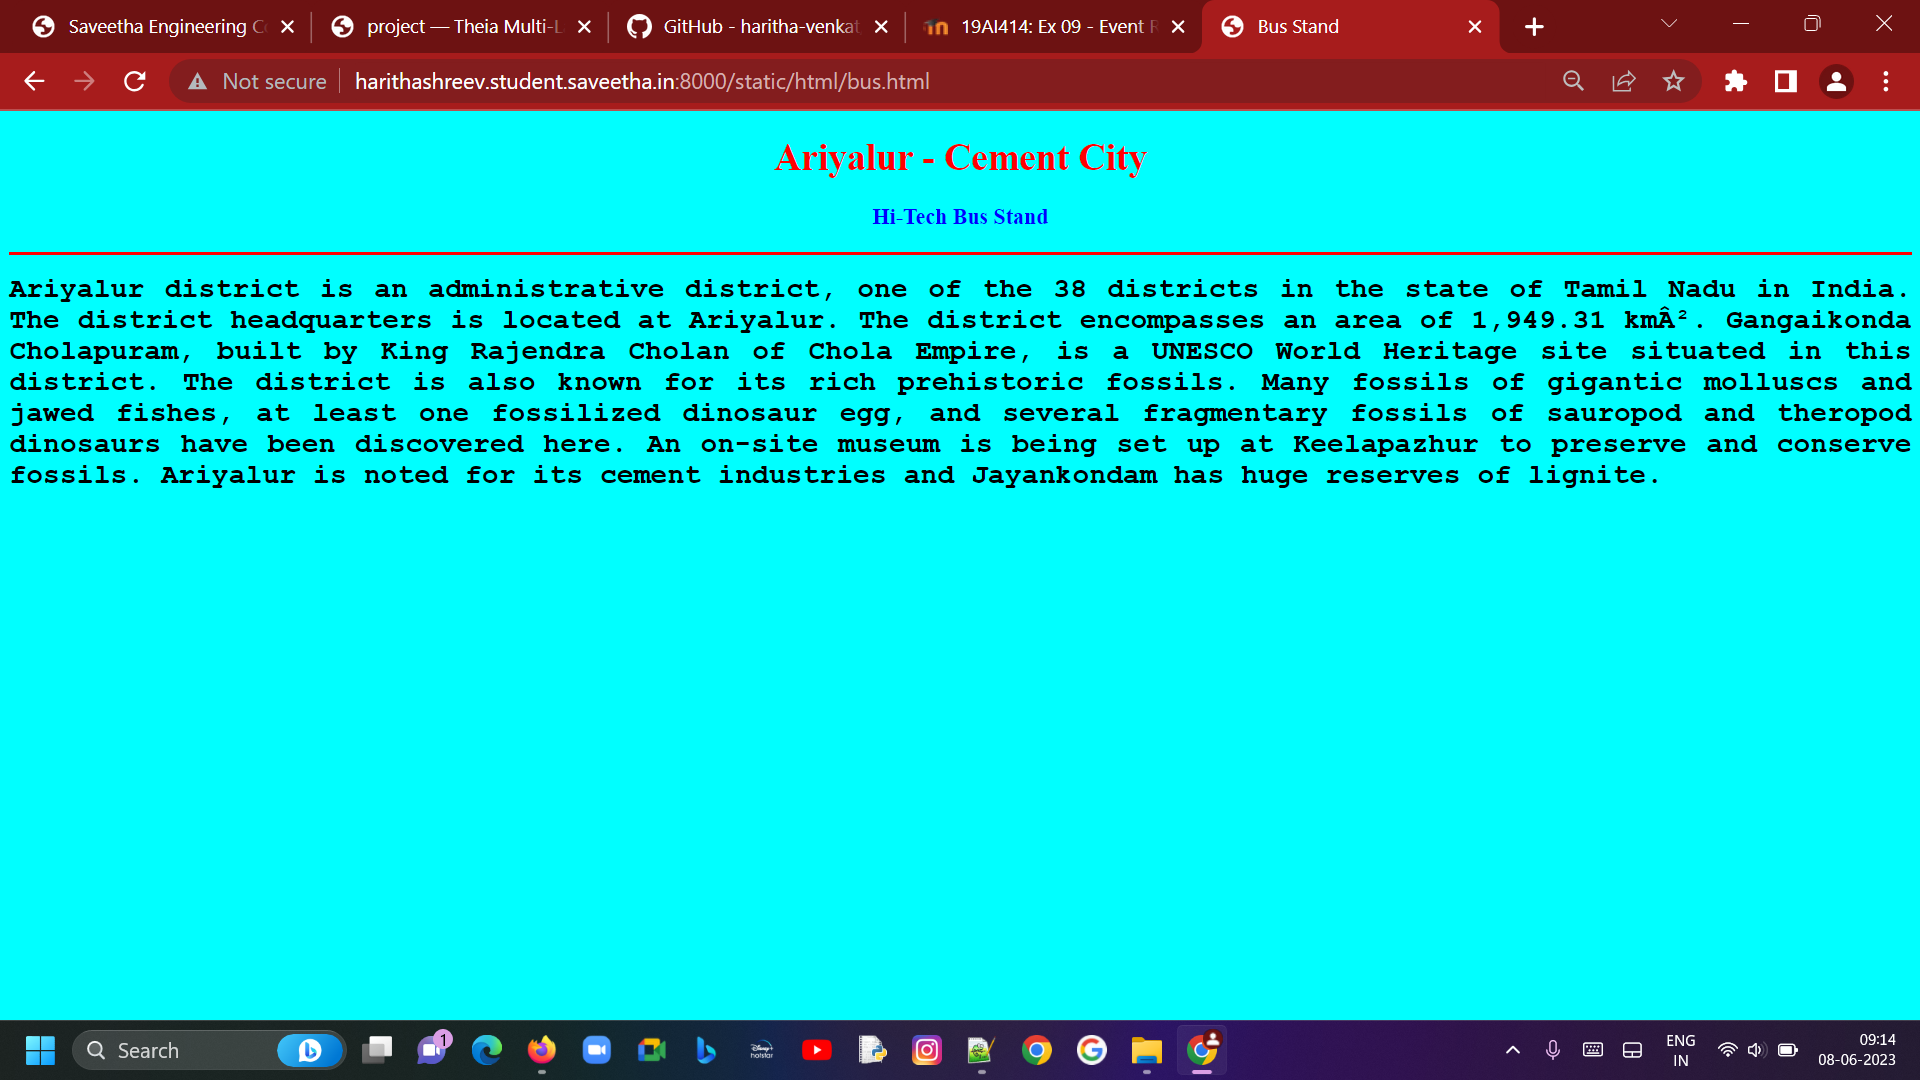 Saveetha Engineering C
project — Theia Multi-L
GitHub - haritha-venkat
19AI414: Ex 09 - Event R
Bus Stand
Not secure
harithashreev.student.saveetha.in:8000/static/html/bus.html
Ariyalur - Cement City
Hi-Tech Bus Stand
Ariyalur district is an administrative district, one of the 38 districts in the state of Tamil Nadu in India.
The district headquarters is located at Ariyalur. The district encompasses an area of 1,949.31 kmÂ². Gangaikonda
Cholapuram, built by King Rajendra Cholan of Chola Empire, is a UNESCO World Heritage site situated in this
district. The district is also known for its rich prehistoric fossils. Many fossils of gigantic molluscs and
jawed fishes, at least one fossilized dinosaur egg, and several fragmentary fossils of sauropod and theropod
dinosaurs have been discovered here. An on-site museum is being set up at Keelapazhur to preserve and conserve
fossils. Ariyalur is noted for its cement industries and Jayankondam has huge reserves of lignite.
Search
1
Disney+
hotstar
ENG
IN
09:14
08-06-2023